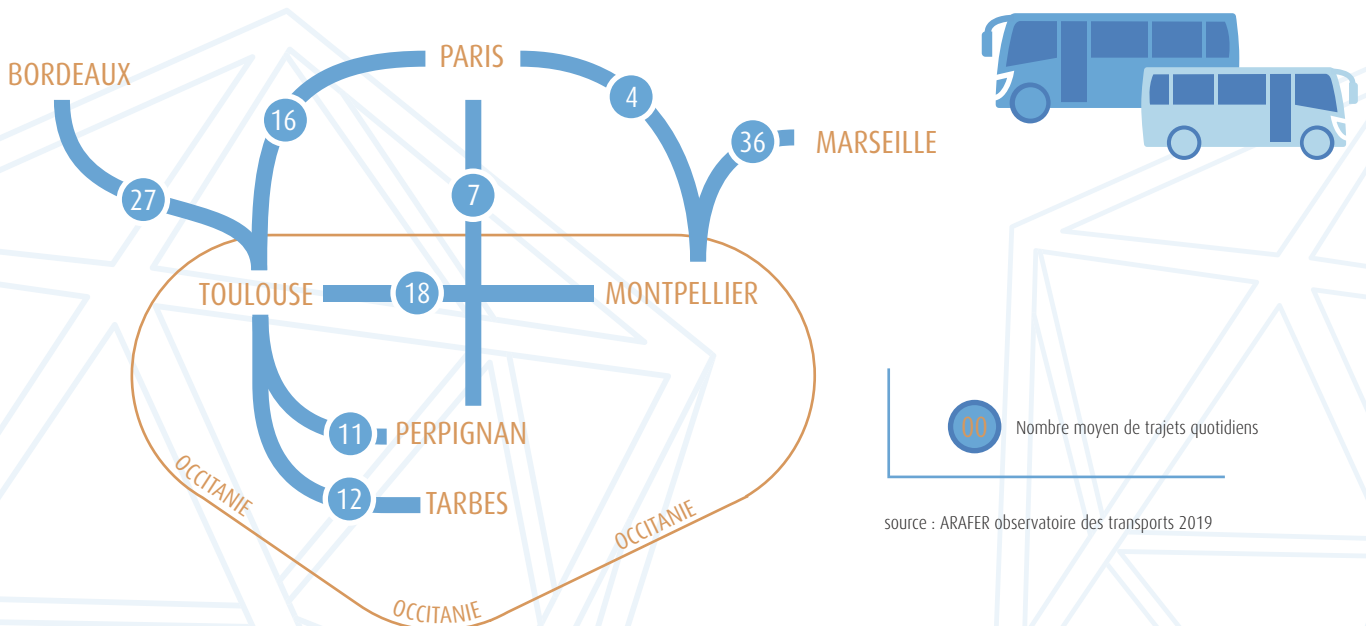 PARIS
BORDEAUX
4
16
MARSEILLE
36
7
27
TOULOUSE
18
MONTPELLIER
11
PERPIGNAN
00
Nombre moyen de trajets quotidiens
12
TARBES
OCCITANIE
OCCITANIE
OCCITANIE
source : ARAFER observatoire des transports 2019